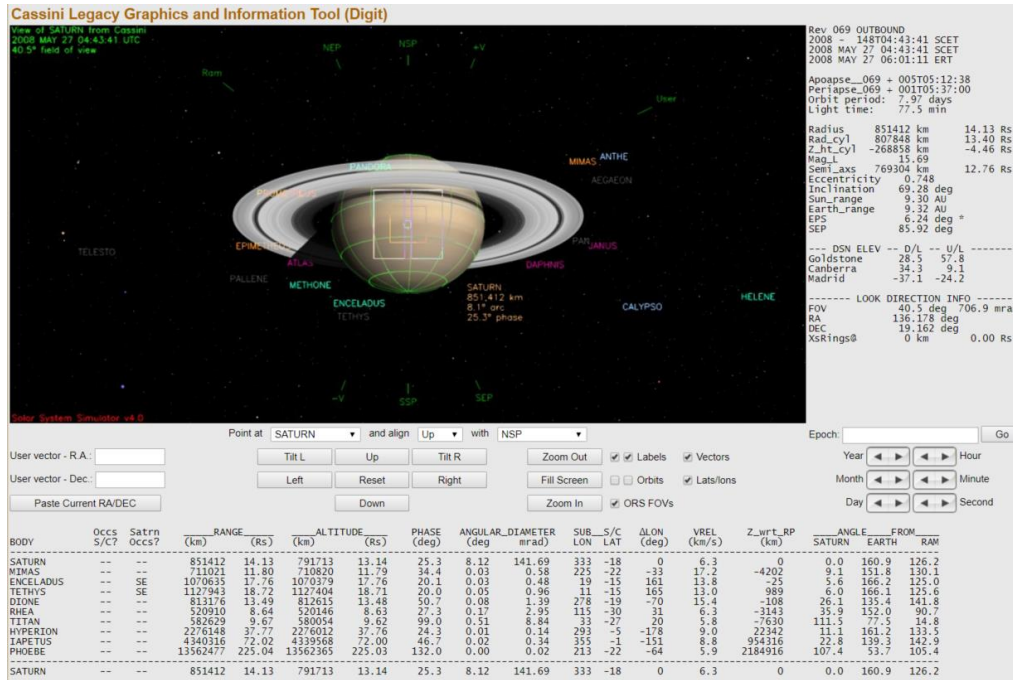 Cassini Legacy Graphics and Information Tool (Digit)
View of SATURN from Cassini
2008 MAY 27 04:43:41 UTC
40.5° field of view
NEP
NSP
+V
Ram
User
PANDORA
MIMAS
ANTHE
AEGAEON
TELESTO
PAN
JANUS
ATLAS
DAPHNIS
PALLENE
METHONE
ENCELADUS
TETHYS
SATURN
851,412 km
8.1° arc
25.3° phase
CALYPSO
HELENE
-V
SSP
SEP
Solar System Simulator v4.0
Rev 069 OUTBOUND
2008 - 148T04:43:41 SCET
2008 MAY 27 04:43:41 SCET
2008 MAY 27 06:01:11 ERT
Apoapse__069 + 005T05:12:38
Periapse_069 + 001T05:37:00
Orbit period: 7.97 days
Light time: 77.5 min
Radius 851412 km 14.13 Rs
Rad_cyl 807848 km 13.40 Rs
Z_ht_cyl -268858 km -4.46 Rs
Mag_L 15.69
Semi_axs 769304 km 12.76 Rs
Eccentricity 0.748
Inclination 69.28 deg
Sun_range 9.30 AU
Earth_range 9.32 AU
EPS 6.24 deg *
SEP 85.92 deg
--- DSN ELEV -- D/L -- U/L -------
Goldstone 28.5 57.8
Canberra 34.3 9.1
Madrid -37.1 -24.2
------- LOOK DIRECTION INFO ------
FOV 40.5 deg 706.9 mra
RA 136.178 deg
DEC 19.162 deg
XsRings@ 0 km 0.00 Rs
Point at SATURN and align Up with NSP
Epoch: Go
User vector - R.A.: Tilt L Up Tilt R Zoom Out Labels Vectors Year Hour
User vector - Dec.: Left Reset Right Fill Screen Orbits Lats/lons Month Minute
Paste Current RA/DEC Down Zoom In ORS FOVs Day Second
Occs Satrn ____RANGE____ ____ALTITUDE____ PHASE ANGULAR_DIAMETER SUB__S/C ΔLON VREL Z_wrt_RP ____ANGLE___FROM____
BODY S/C? Occs? (km) (Rs) (km) (Rs) (deg) (deg mrad) LON LAT (deg) (km/s) (km) SATURN EARTH RAM
SATURN -- -- 851412 14.13 791713 13.14 25.3 8.12 141.69 333 -18 0 6.3 0 0.0 160.9 126.2
MIMAS -- -- 711021 11.80 710820 11.79 34.4 0.03 0.58 225 -22 -33 17.2 -4202 9.1 151.8 130.1
ENCELADUS -- SE 1070635 17.76 1070379 17.76 20.1 0.03 0.48 19 -15 161 13.8 -25 5.6 166.2 125.0
TETHYS -- SE 1127943 18.72 1127404 18.71 20.0 0.05 0.96 11 -15 165 13.0 989 6.0 166.1 125.6
DIONE -- -- 813176 13.49 812615 13.48 50.7 0.08 1.39 278 -19 -70 15.4 -108 26.1 135.4 141.8
RHEA -- -- 520910 8.64 520146 8.63 27.3 0.17 2.95 115 -30 31 6.3 -3143 35.9 152.0 90.7
TITAN -- -- 582629 9.67 580054 9.62 99.0 0.51 8.84 33 -27 20 5.8 -7630 111.5 77.5 14.8
HYPERION -- -- 2276148 37.77 2276012 37.76 24.3 0.01 0.14 293 -5 -178 9.0 22342 11.1 161.2 133.5
IAPETUS -- -- 4340316 72.02 4339568 72.00 46.7 0.02 0.34 355 -1 -151 8.8 954316 22.8 139.3 142.9
PHOEBE -- -- 13562477 225.04 13562365 225.03 132.0 0.00 0.02 213 -22 -64 5.9 2184916 107.4 53.7 105.4
SATURN -- -- 851412 14.13 791713 13.14 25.3 8.12 141.69 333 -18 0 6.3 0 0.0 160.9 126.2